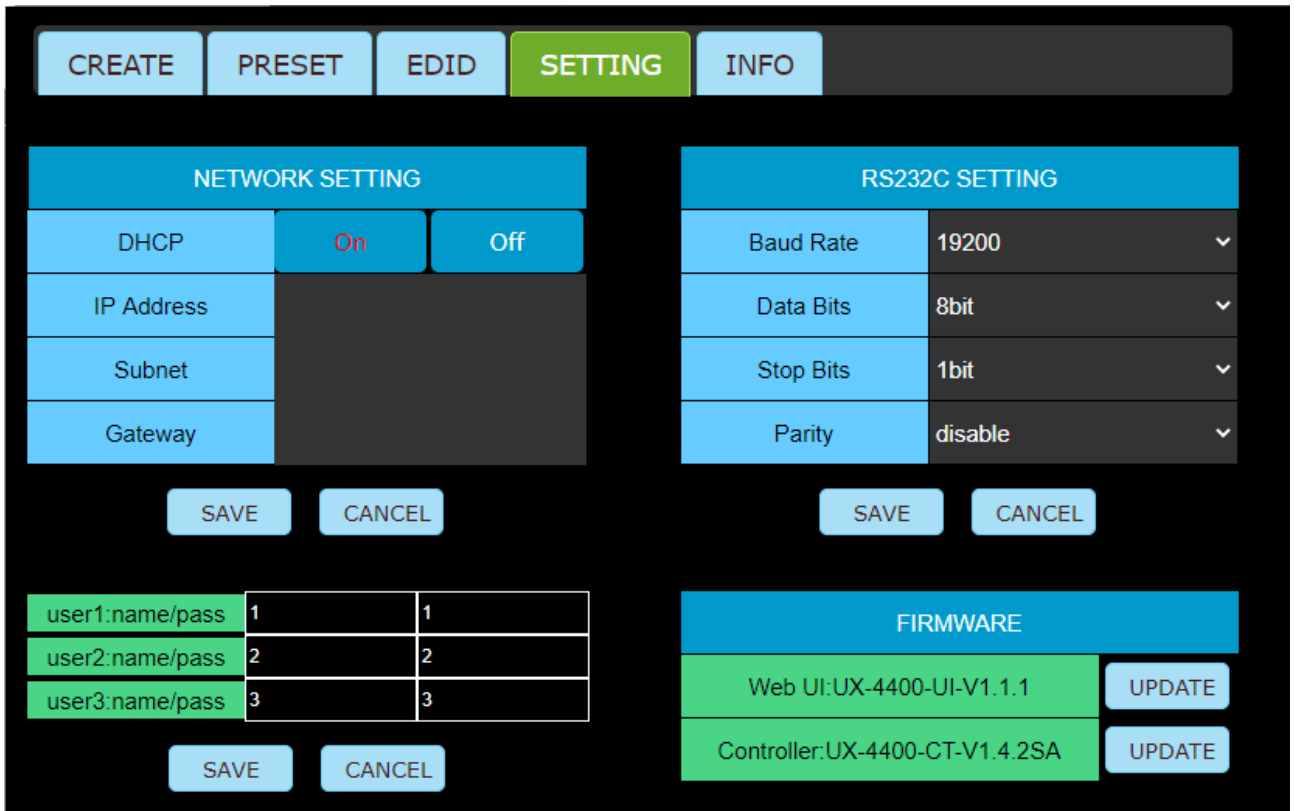 CREATE PRESET EDID SETTING INFO
NETWORK SETTING
DHCP On Off
IP Address
Subnet
Gateway
SAVE CANCEL
RS232C SETTING
Baud Rate 19200
Data Bits 8bit
Stop Bits 1bit
Parity disable
SAVE CANCEL
user1:name/pass 1 1
user2:name/pass 2 2
user3:name/pass 3 3
SAVE CANCEL
FIRMWARE
Web UI:UX-4400-UI-V1.1.1 UPDATE
Controller:UX-4400-CT-V1.4.2SA UPDATE